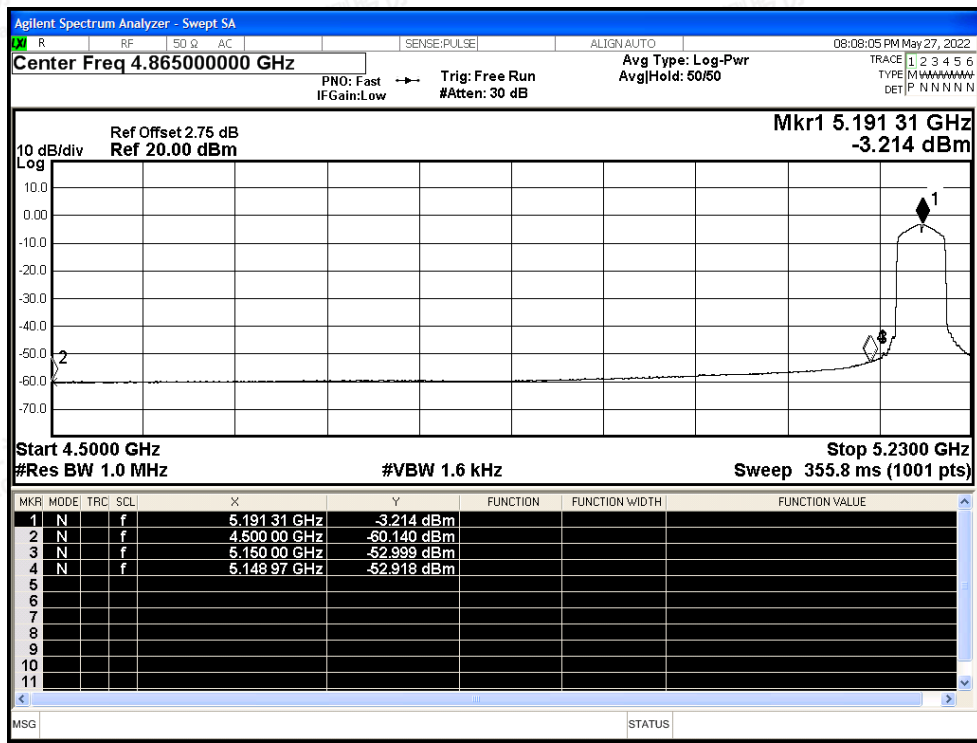 Agilent Spectrum Analyzer - Swept SA
LXI R RF 50 Ω AC SENSE:PULSE ALIGN AUTO 08:08:05 PM May 27, 2022
Center Freq 4.865000000 GHz
PNO: Fast
IFGain:Low
Trig: Free Run
#Atten: 30 dB
Avg Type: Log-Pwr
Avg|Hold: 50/50
TRACE 1 2 3 4 5 6
TYPE M
DET P N N N N N
Mkr1 5.191 31 GHz
-3.214 dBm
Ref Offset 2.75 dB
10 dB/div Ref 20.00 dBm
Log
10.0
0.00
-10.0
-20.0
-30.0
-40.0
-50.0
-60.0
-70.0
1
2
Start 4.5000 GHz Stop 5.2300 GHz
#Res BW 1.0 MHz #VBW 1.6 kHz Sweep 355.8 ms (1001 pts)
MKR MODE TRC SCL X Y FUNCTION FUNCTION WIDTH FUNCTION VALUE
1 N f 5.191 31 GHz -3.214 dBm
2 N f 4.500 00 GHz -60.140 dBm
3 N f 5.150 00 GHz -52.999 dBm
4 N f 5.148 97 GHz -52.918 dBm
5
6
7
8
9
10
11
MSG STATUS